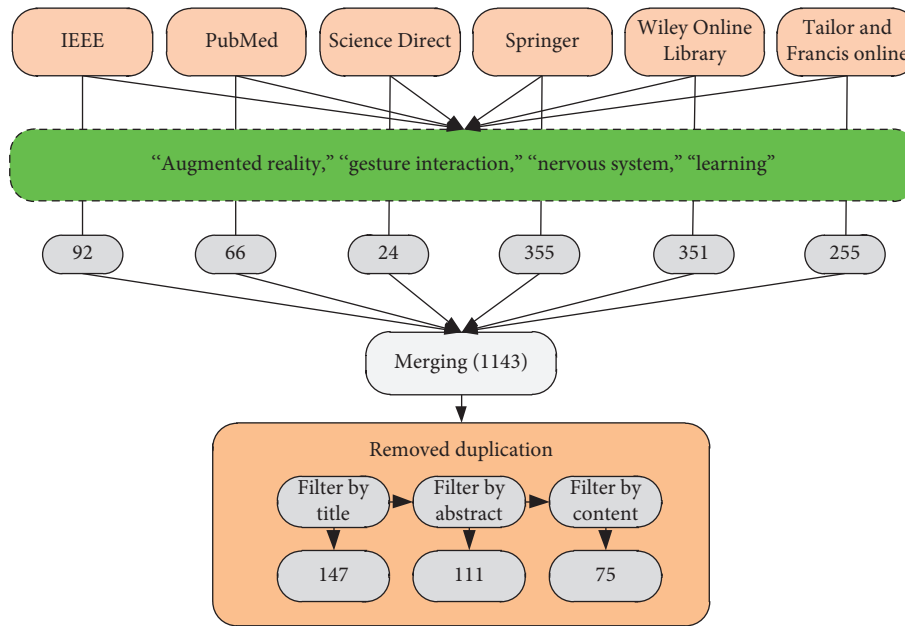 IEEE
PubMed
Science Direct
Springer
Wiley Online
Library
Tailor and
Francis online
“Augmented reality,” “gesture interaction,” “nervous system,” “learning”
92
66
24
355
351
255
Merging (1143)
Removed duplication
Filter by
title
Filter by
abstract
Filter by
content
147
111
75